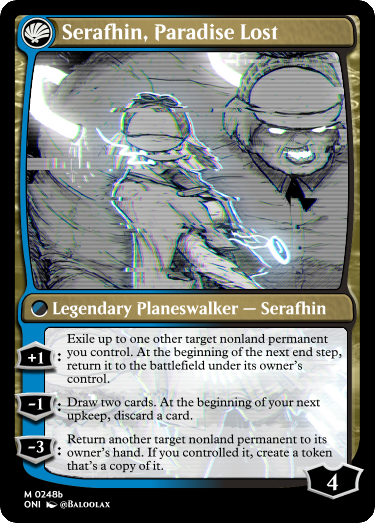 Serafhin, Paradise Lost
Legendary Planeswalker — Serafhin
+1: Exile up to one other target nonland permanent
you control. At the beginning of the next end step,
return it to the battlefield under its owner's
control.
-1: Draw two cards. At the beginning of your next
upkeep, discard a card.
-3: Return another target nonland permanent to its
owner's hand. If you controlled it, create a token
that's a copy of it.
4
M 0248b
ONI @BALOOLAX